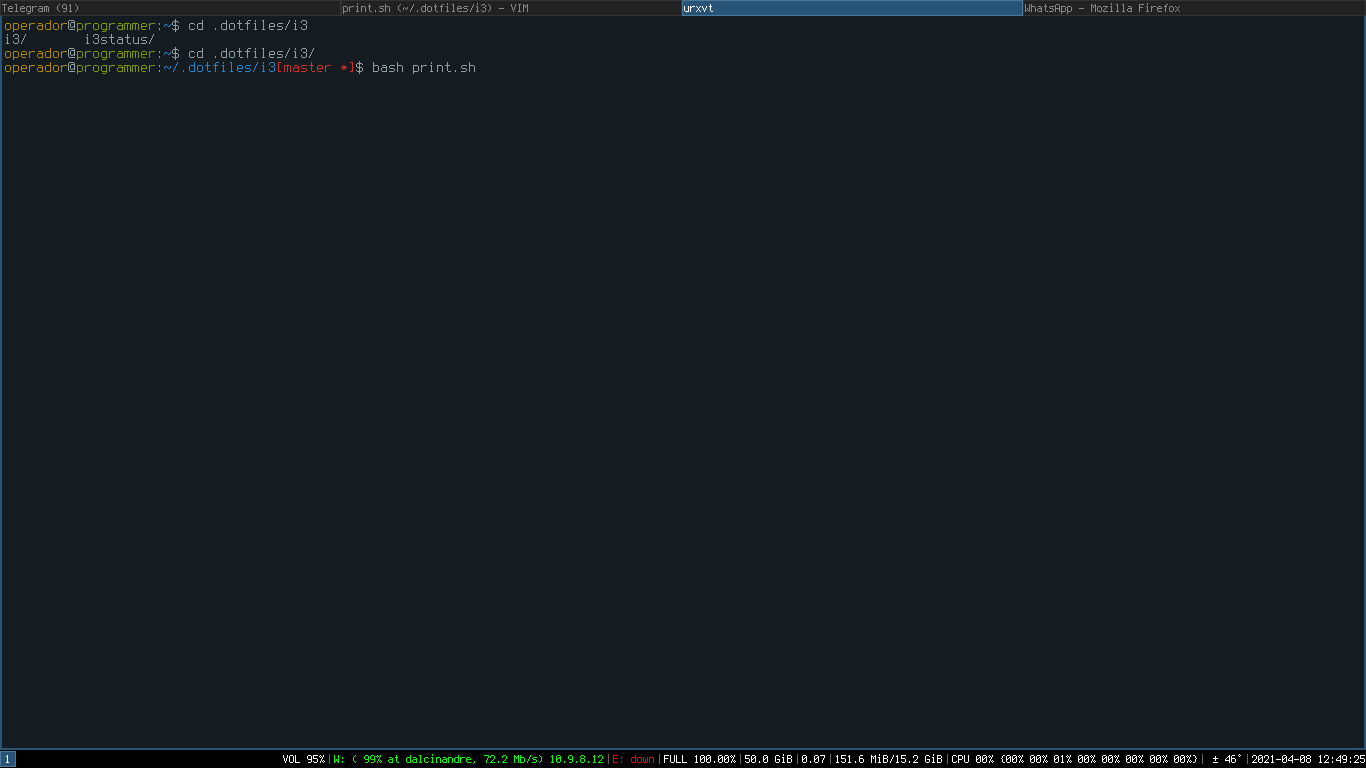 Telegram (91)
print.sh (~/.dotfiles/i3) - VIM
urxvt
WhatsApp - Mozilla Firefox
operador@programmer:~$ cd .dotfiles/i3
i3/       i3status/
operador@programmer:~$ cd .dotfiles/i3/
operador@programmer:~/.dotfiles/i3[master *]$ bash print.sh
1
VOL 95%|W: ( 99% at dalcinandre, 72.2 Mb/s) 10.9.8.12|E: down|FULL 100.00%|50.0 GiB|0.07|151.6 MiB/15.2 GiB|CPU 00% (00% 00% 01% 00% 00% 00% 00% 00%)| ± 46°|2021-04-08 12:49:25